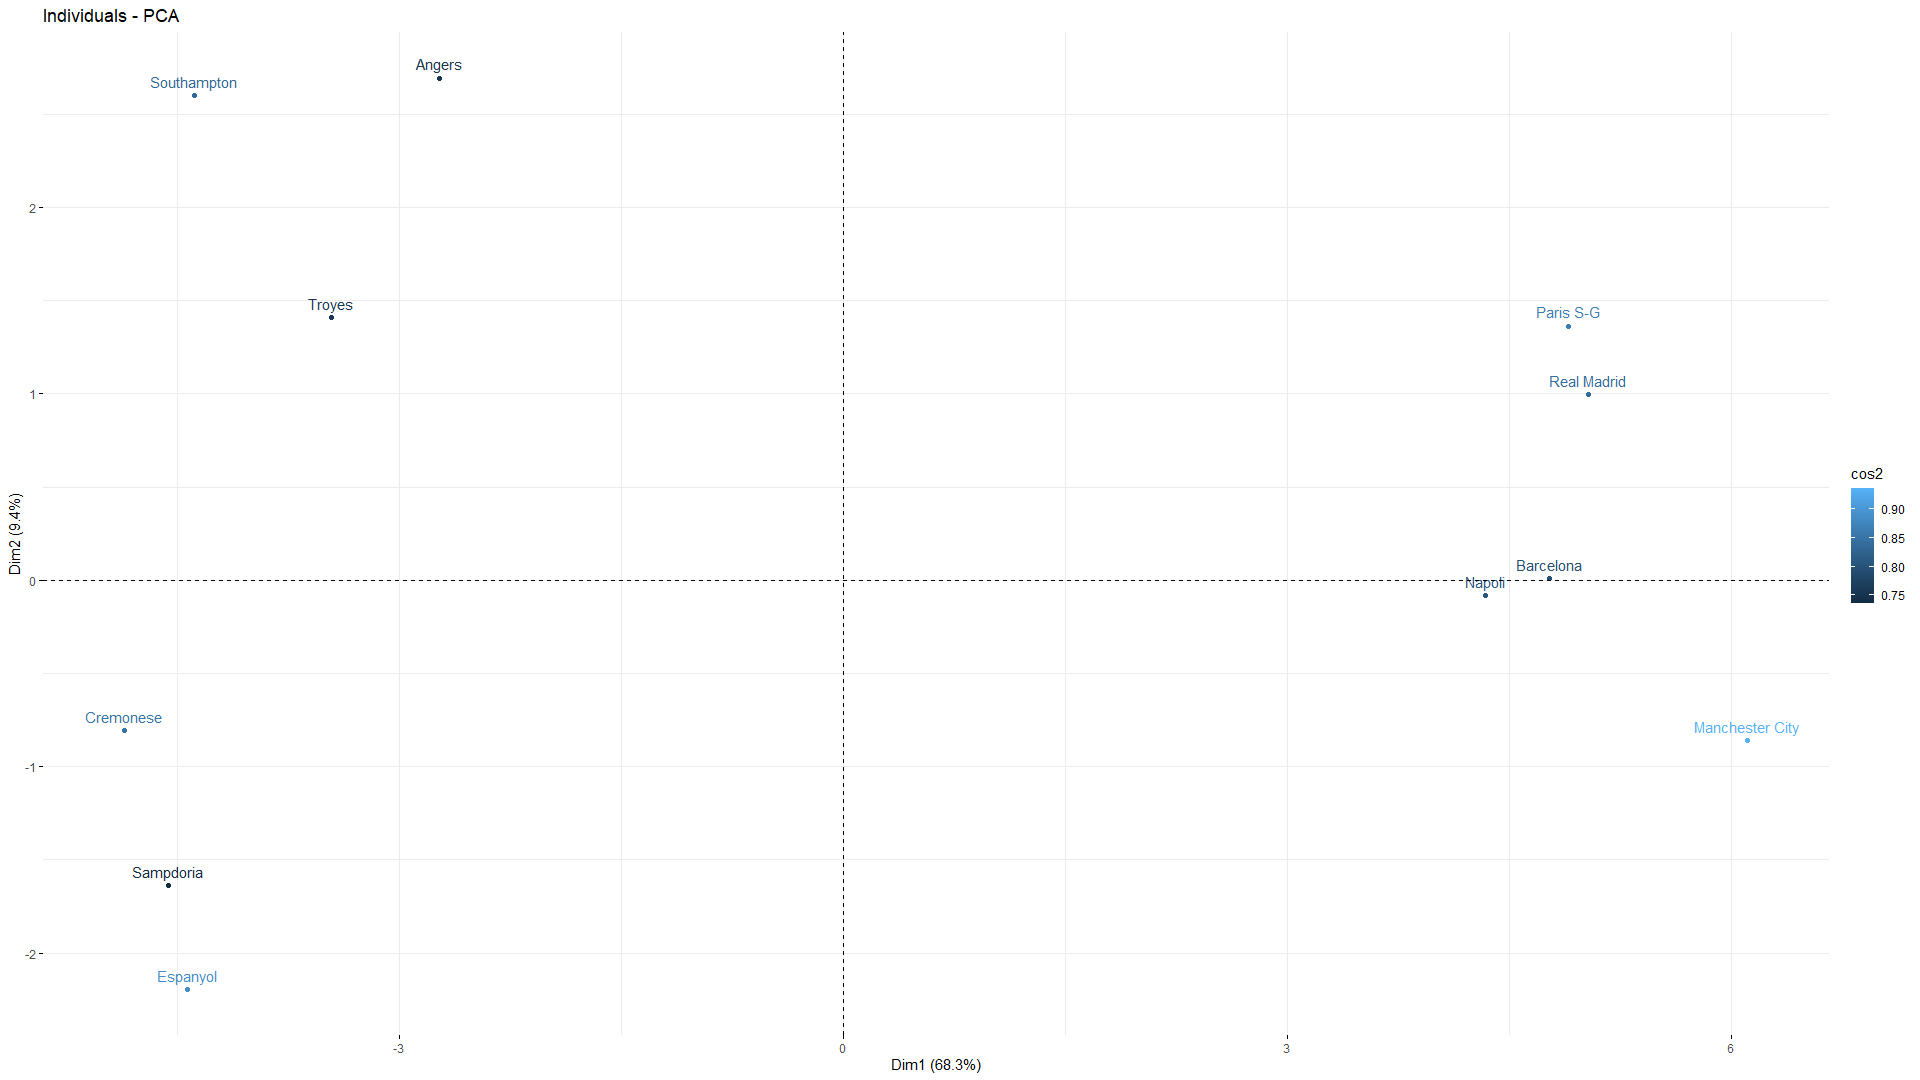 Individuals - PCA
Angers
Southampton
2
Troyes
Paris S-G
Real Madrid
1
cos2
0.90
0.85
0.80
0.75
Dim2 (9.4%)
Barcelona
Napoli
0
Cremonese
Manchester City
-1
Sampdoria
-2
Espanyol
-3
0
3
6
Dim1 (68.3%)